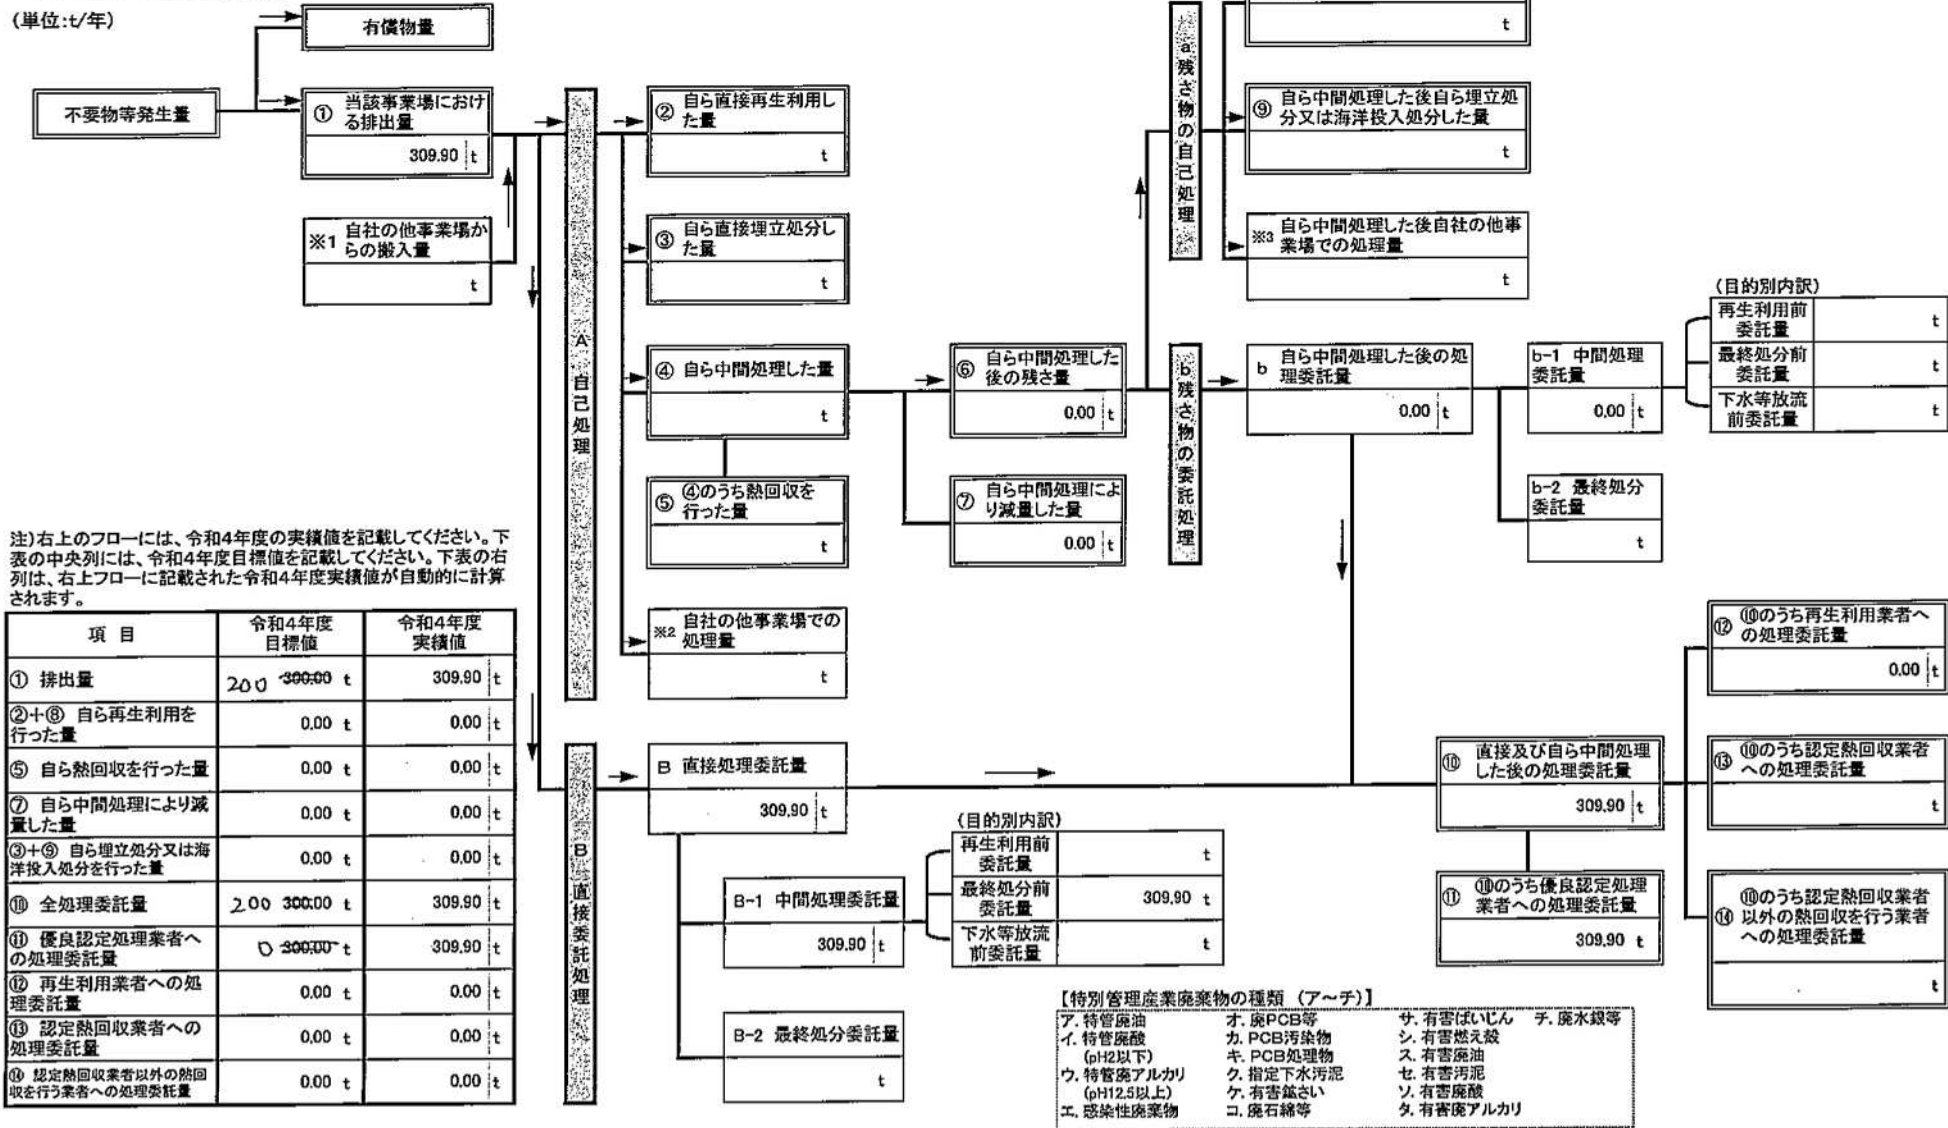 (単位:t/年)
有償物量
不要物等発生量
① 当該事業場におけ
る排出量
309.90 t
※1 自社の他事業場か
らの搬入量
t
A 自己処理
② 自ら直接再生利用し
た量
t
③ 自ら直接埋立処分し
た量
t
④ 自ら中間処理した量
t
⑤ ④のうち熱回収を
行った量
t
※2 自社の他事業場での
処理量
t
⑥ 自ら中間処理した
後の残さ量
0.00 t
⑦ 自ら中間処理によ
り減量した量
0.00 t
a 残さ物の自己処理
t
⑨ 自ら中間処理した後自ら埋立処
分又は海洋投入処分した量
t
※3 自ら中間処理した後自社の他事
業場での処理量
t
b 残さ物の委託処理
b 自ら中間処理した後の処
理委託量
0.00 t
b-1 中間処理
委託量
0.00 t
(目的別内訳)
再生利用前
委託量 t
最終処分前
委託量 t
下水等放流
前委託量 t
b-2 最終処分
委託量
t
注)右上のフローには、令和4年度の実績値を記載してください。下
表の中央列には、令和4年度目標値を記載してください。下表の右
列は、右上フローに記載された令和4年度実績値が自動的に計算
されます。
項 目 令和4年度 目標値 令和4年度 実績値
① 排出量 200 300.00 t 309.90 t
②+⑧ 自ら再生利用を
行った量 0.00 t 0.00 t
⑤ 自ら熱回収を行った量 0.00 t 0.00 t
⑦ 自ら中間処理により減
量した量 0.00 t 0.00 t
③+⑨ 自ら埋立処分又は海
洋投入処分を行った量 0.00 t 0.00 t
⑩ 全処理委託量 200 300.00 t 309.90 t
⑪ 優良認定処理業者へ
の処理委託量 0 300.00 t 309.90 t
⑫ 再生利用業者への処
理委託量 0.00 t 0.00 t
⑬ 認定熱回収業者への
処理委託量 0.00 t 0.00 t
⑭ 認定熱回収業者以外の熱回
収を行う業者への処理委託量 0.00 t 0.00 t
B 直接委託処理
B 直接処理委託量
309.90 t
B-1 中間処理委託量
309.90 t
(目的別内訳)
再生利用前
委託量 t
最終処分前
委託量 309.90 t
下水等放流
前委託量 t
B-2 最終処分委託量
t
⑩ 直接及び自ら中間処理
した後の処理委託量
309.90 t
⑪ ⑩のうち優良認定処理
業者への処理委託量
309.90 t
⑫ ⑩のうち再生利用業者へ
の処理委託量
0.00 t
⑬ ⑩のうち認定熱回収業者
への処理委託量
t
⑭ ⑩のうち認定熱回収業者
以外の熱回収を行う業者
への処理委託量
t
【特別管理産業廃棄物の種類 (ア~チ)】
ア. 特管廃油 オ. 廃PCB等 サ. 有害ばいじん チ. 廃水銀等
イ. 特管廃酸 カ. PCB汚染物 シ. 有害燃え殻
(pH2以下) キ. PCB処理物 ス. 有害廃油
ウ. 特管廃アルカリ ク. 指定下水汚泥 セ. 有害汚泥
(pH12.5以上) ケ. 有害鉱さい ソ. 有害廃酸
エ. 感染性廃棄物 コ. 廃石綿等 タ. 有害廃アルカリ